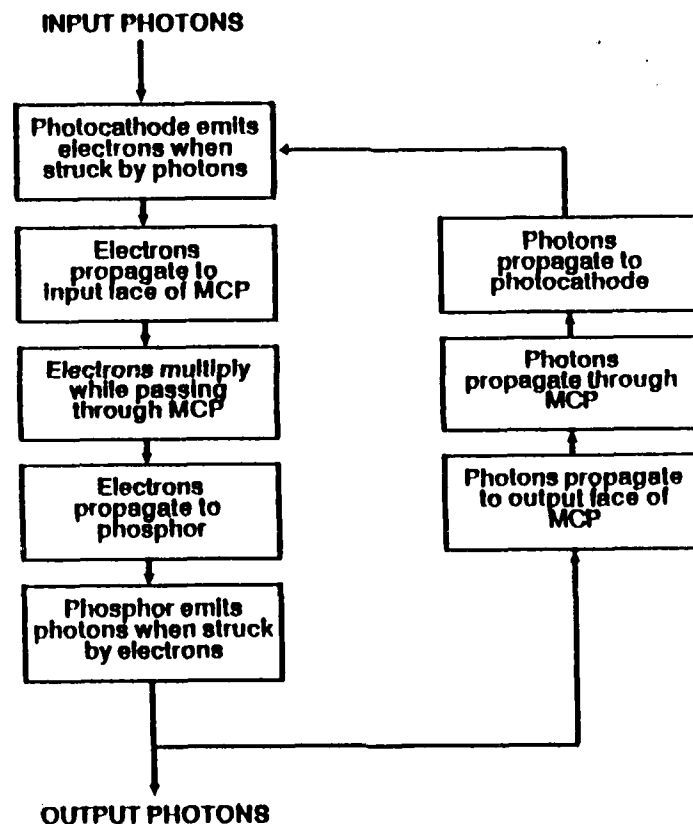 INPUT PHOTONS
Photocathode emits
electrons when
struck by photons
Electrons
propagate to
input face of MCP
Electrons multiply
while passing
through MCP
Electrons
propagate to
phosphor
Phosphor emits
photons when struck
by electrons
OUTPUT PHOTONS
Photons
propagate to
photocathode
Photons
propagate through
MCP
Photons propagate
to output face of
MCP